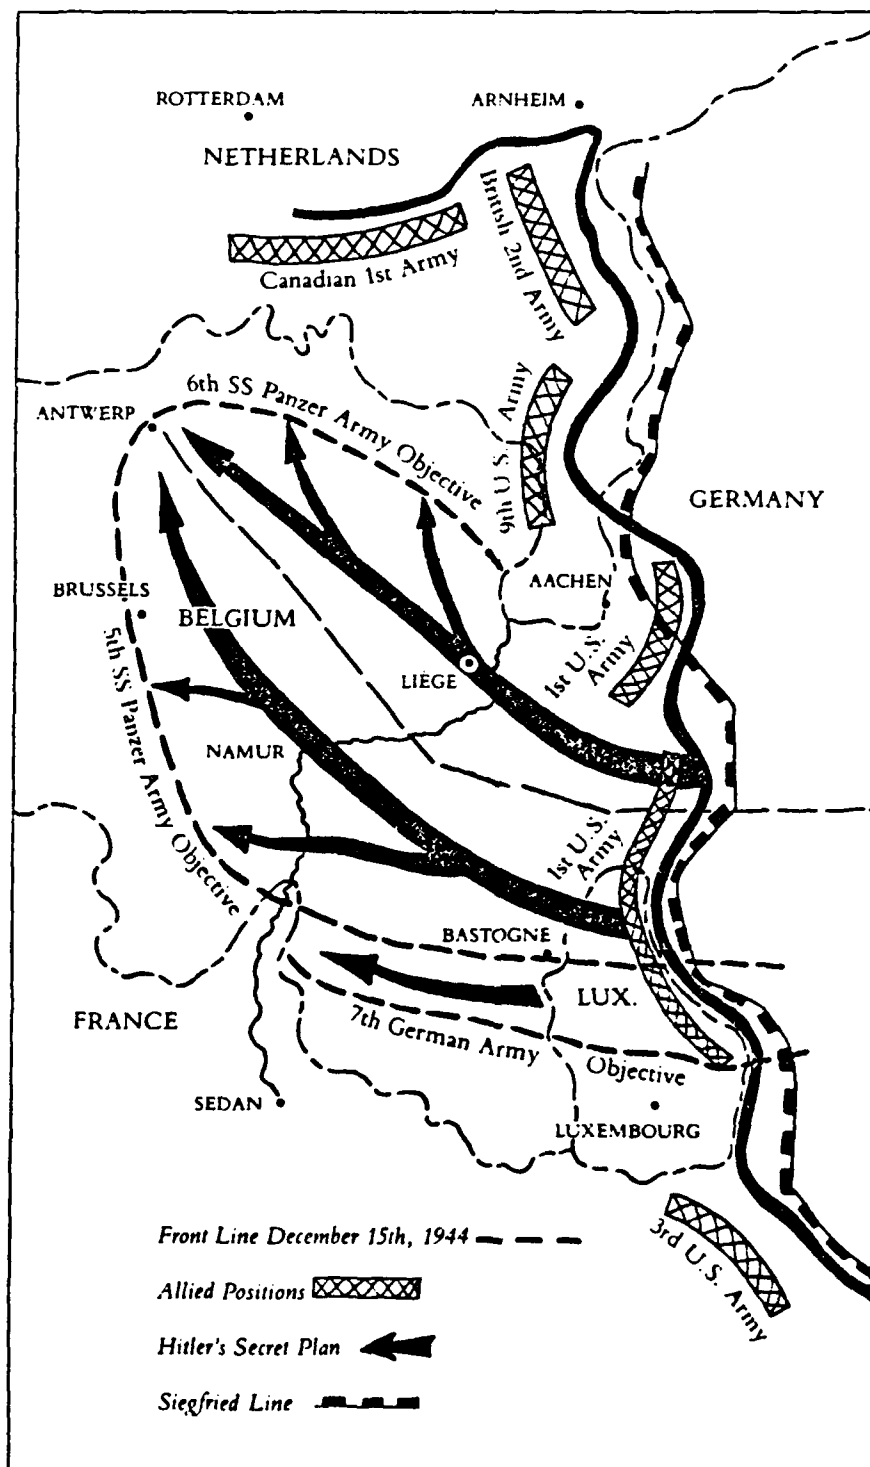 ROTTERDAM
ARNHEIM
NETHERLANDS
British 2nd Army
Canadian 1st Army
6th SS Panzer Army Objective
9th U.S. Army
ANTWERP
GERMANY
AACHEN
BRUSSELS
BELGIUM
1st U.S.
Army
LIÈGE
5th SS Panzer Army Objective
NAMUR
1st U.S.
Army
BASTOGNE
LUX.
FRANCE
7th German Army Objective
SEDAN
LUXEMBOURG
3rd U.S. Army
Front Line December 15th, 1944
Allied Positions
Hitler's Secret Plan
Siegfried Line